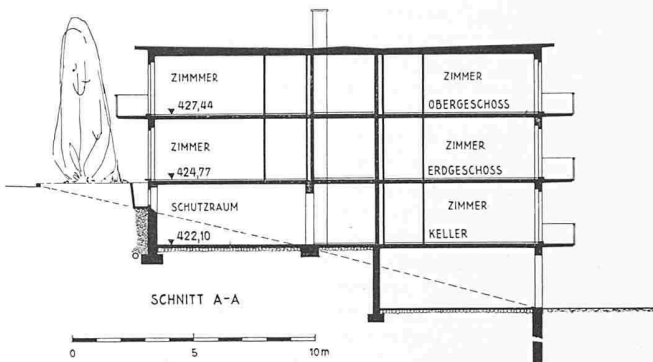 ZIMMMER
ZIMMER
427,44
OBERGESCHOSS
ZIMMER
ZIMMER
424,77
ERDGESCHOSS
SCHUTZRAUM
ZIMMER
422,10
KELLER
SCHNITT A-A
0 5 10m